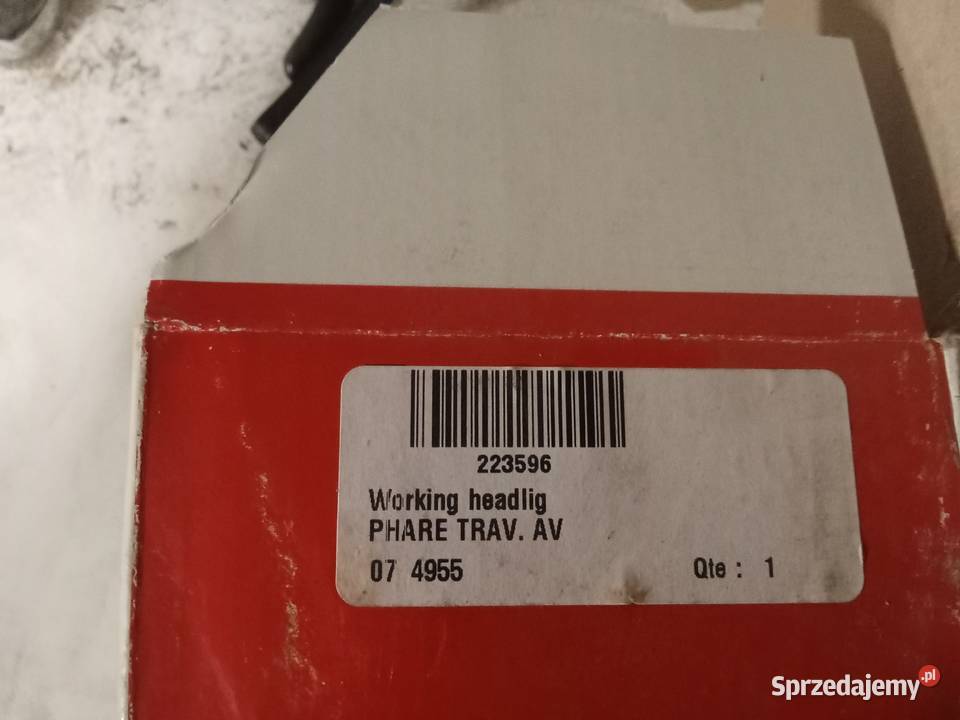 223596
Working headlig
PHARE TRAV. AV
07 4955 Qte : 1
Sprzedajemy.pl